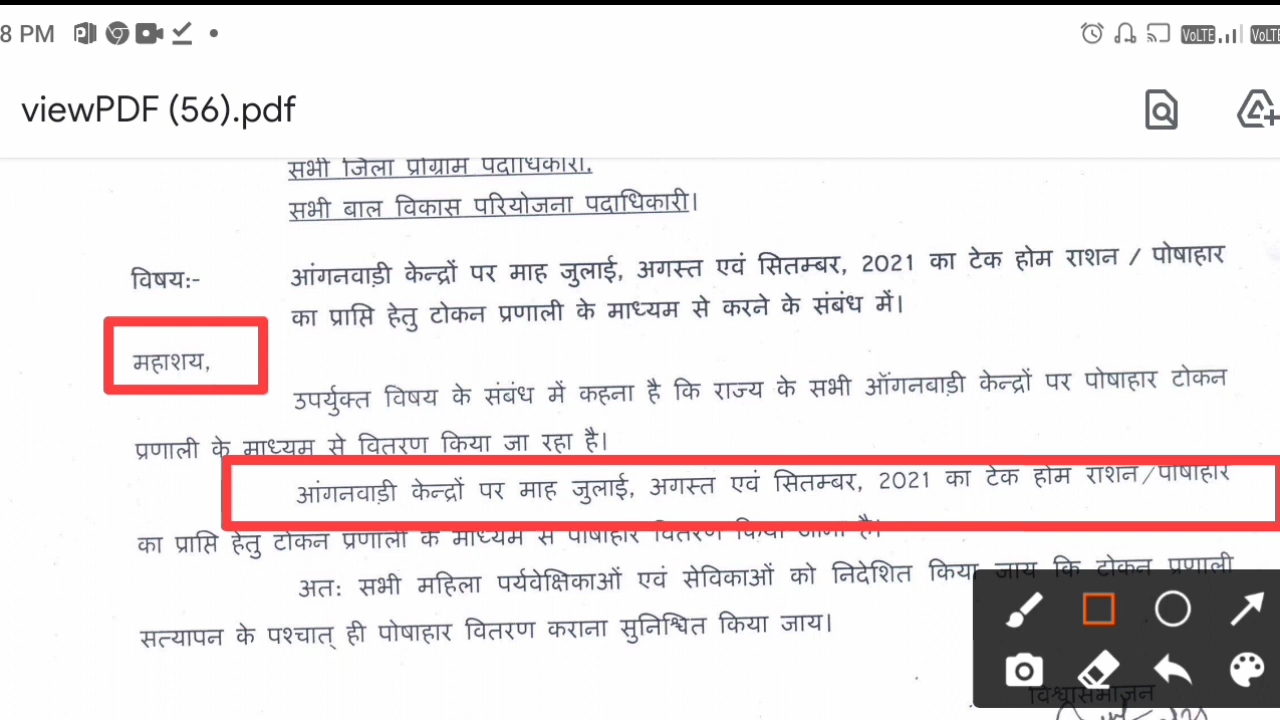 8 PM
VoLTE
viewPDF (56).pdf
सभी जिला प्रोग्राम पदाधिकारी,
सभी बाल विकास परियोजना पदाधिकारी।
विषय:- आंगनवाड़ी केन्द्रों पर माह जुलाई, अगस्त एवं सितम्बर, 2021 का टेक होम राशन / पोषाहार
का प्राप्ति हेतु टोकन प्रणाली के माध्यम से करने के संबंध में।
महाशय,
उपर्युक्त विषय के संबंध में कहना है कि राज्य के सभी ऑगनबाड़ी केन्द्रों पर पोषाहार टोकन
प्रणाली के माध्यम से वितरण किया जा रहा है।
आंगनवाड़ी केन्द्रों पर माह जुलाई, अगस्त एवं सितम्बर, 2021 का टेक होम राशन/पोषाहार
का प्राप्ति हेतु टोकन प्रणाली के माध्यम से पोषाहार वितरण किया जाना है।
अतः सभी महिला पर्यवेक्षिकाओं एवं सेविकाओं को निदेशित किया जाय कि टोकन प्रणाली
सत्यापन के पश्चात् ही पोषाहार वितरण कराना सुनिश्चित किया जाय।
विश्वासभाजन